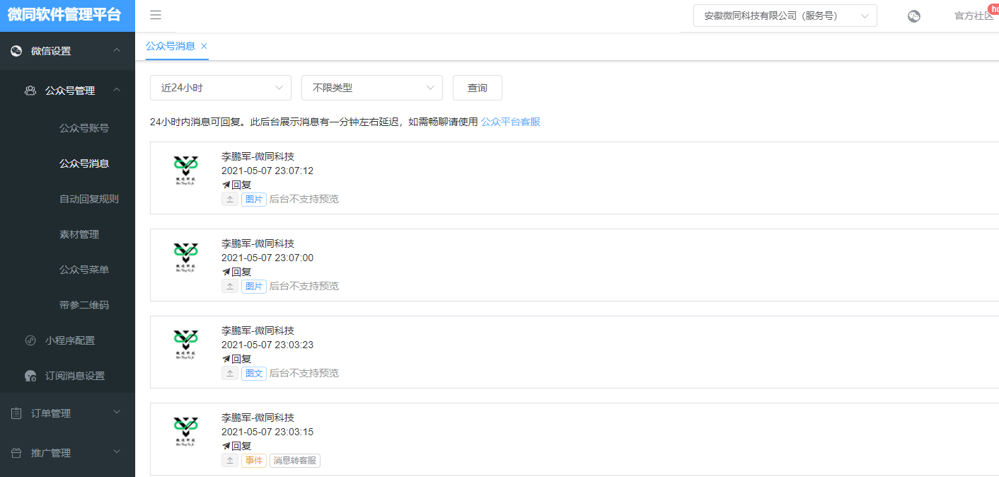 微同软件管理平台
安徽微同科技有限公司（服务号）
官方社区
微信设置
公众号管理
公众号账号
公众号消息
自动回复规则
素材管理
公众号菜单
带参二维码
小程序配置
订阅消息设置
订单管理
推广管理
公众号消息 ×
近24小时
不限类型
查询
24小时内消息可回复。此后台展示消息有一分钟左右延迟，如需畅聊请使用 公众平台客服
李鹏军-微同科技
2021-05-07 23:07:12
回复
图片 后台不支持预览
李鹏军-微同科技
2021-05-07 23:07:00
回复
图片 后台不支持预览
李鹏军-微同科技
2021-05-07 23:03:23
回复
图文 后台不支持预览
李鹏军-微同科技
2021-05-07 23:03:15
回复
事件 消息转客服